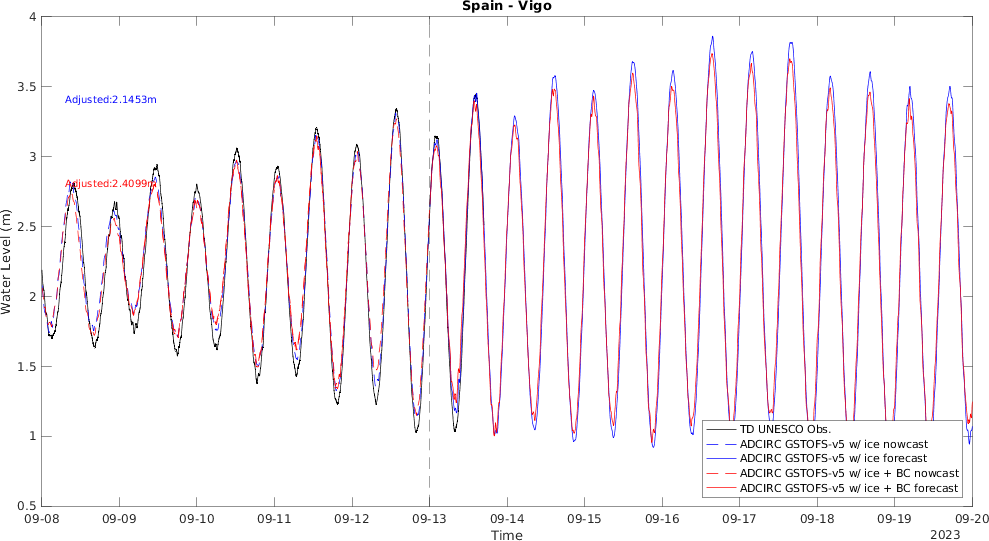 Spain - Vigo
4
3.5
3
2.5
2
1.5
1
0.5
Water Level (m)
Adjusted:2.1453m
Adjusted:2.4099m
TD UNESCO Obs.
ADCIRC GSTOFS-v5 w/ ice nowcast
ADCIRC GSTOFS-v5 w/ ice forecast
ADCIRC GSTOFS-v5 w/ ice + BC nowcast
ADCIRC GSTOFS-v5 w/ ice + BC forecast
09-08 09-09 09-10 09-11 09-12 09-13 09-14 09-15 09-16 09-17 09-18 09-19 09-20
Time
2023